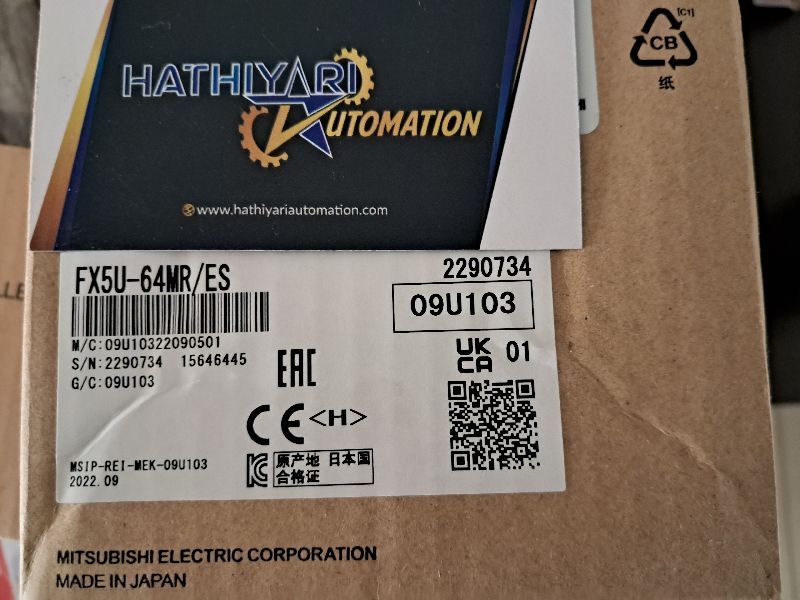 HATHIYARI
AUTOMATION
www.hathiyariautomation.com
[C1]
CB
纸
FX5U-64MR/ES
2290734
09U103
M/C:09U10322090501
S/N:2290734 15646445
G/C:09U103
EAC
UK
CA
01
CE <H>
MSIP-REI-MEK-09U103
2022.09
原产地 日本国
合格证
MITSUBISHI ELECTRIC CORPORATION
MADE IN JAPAN